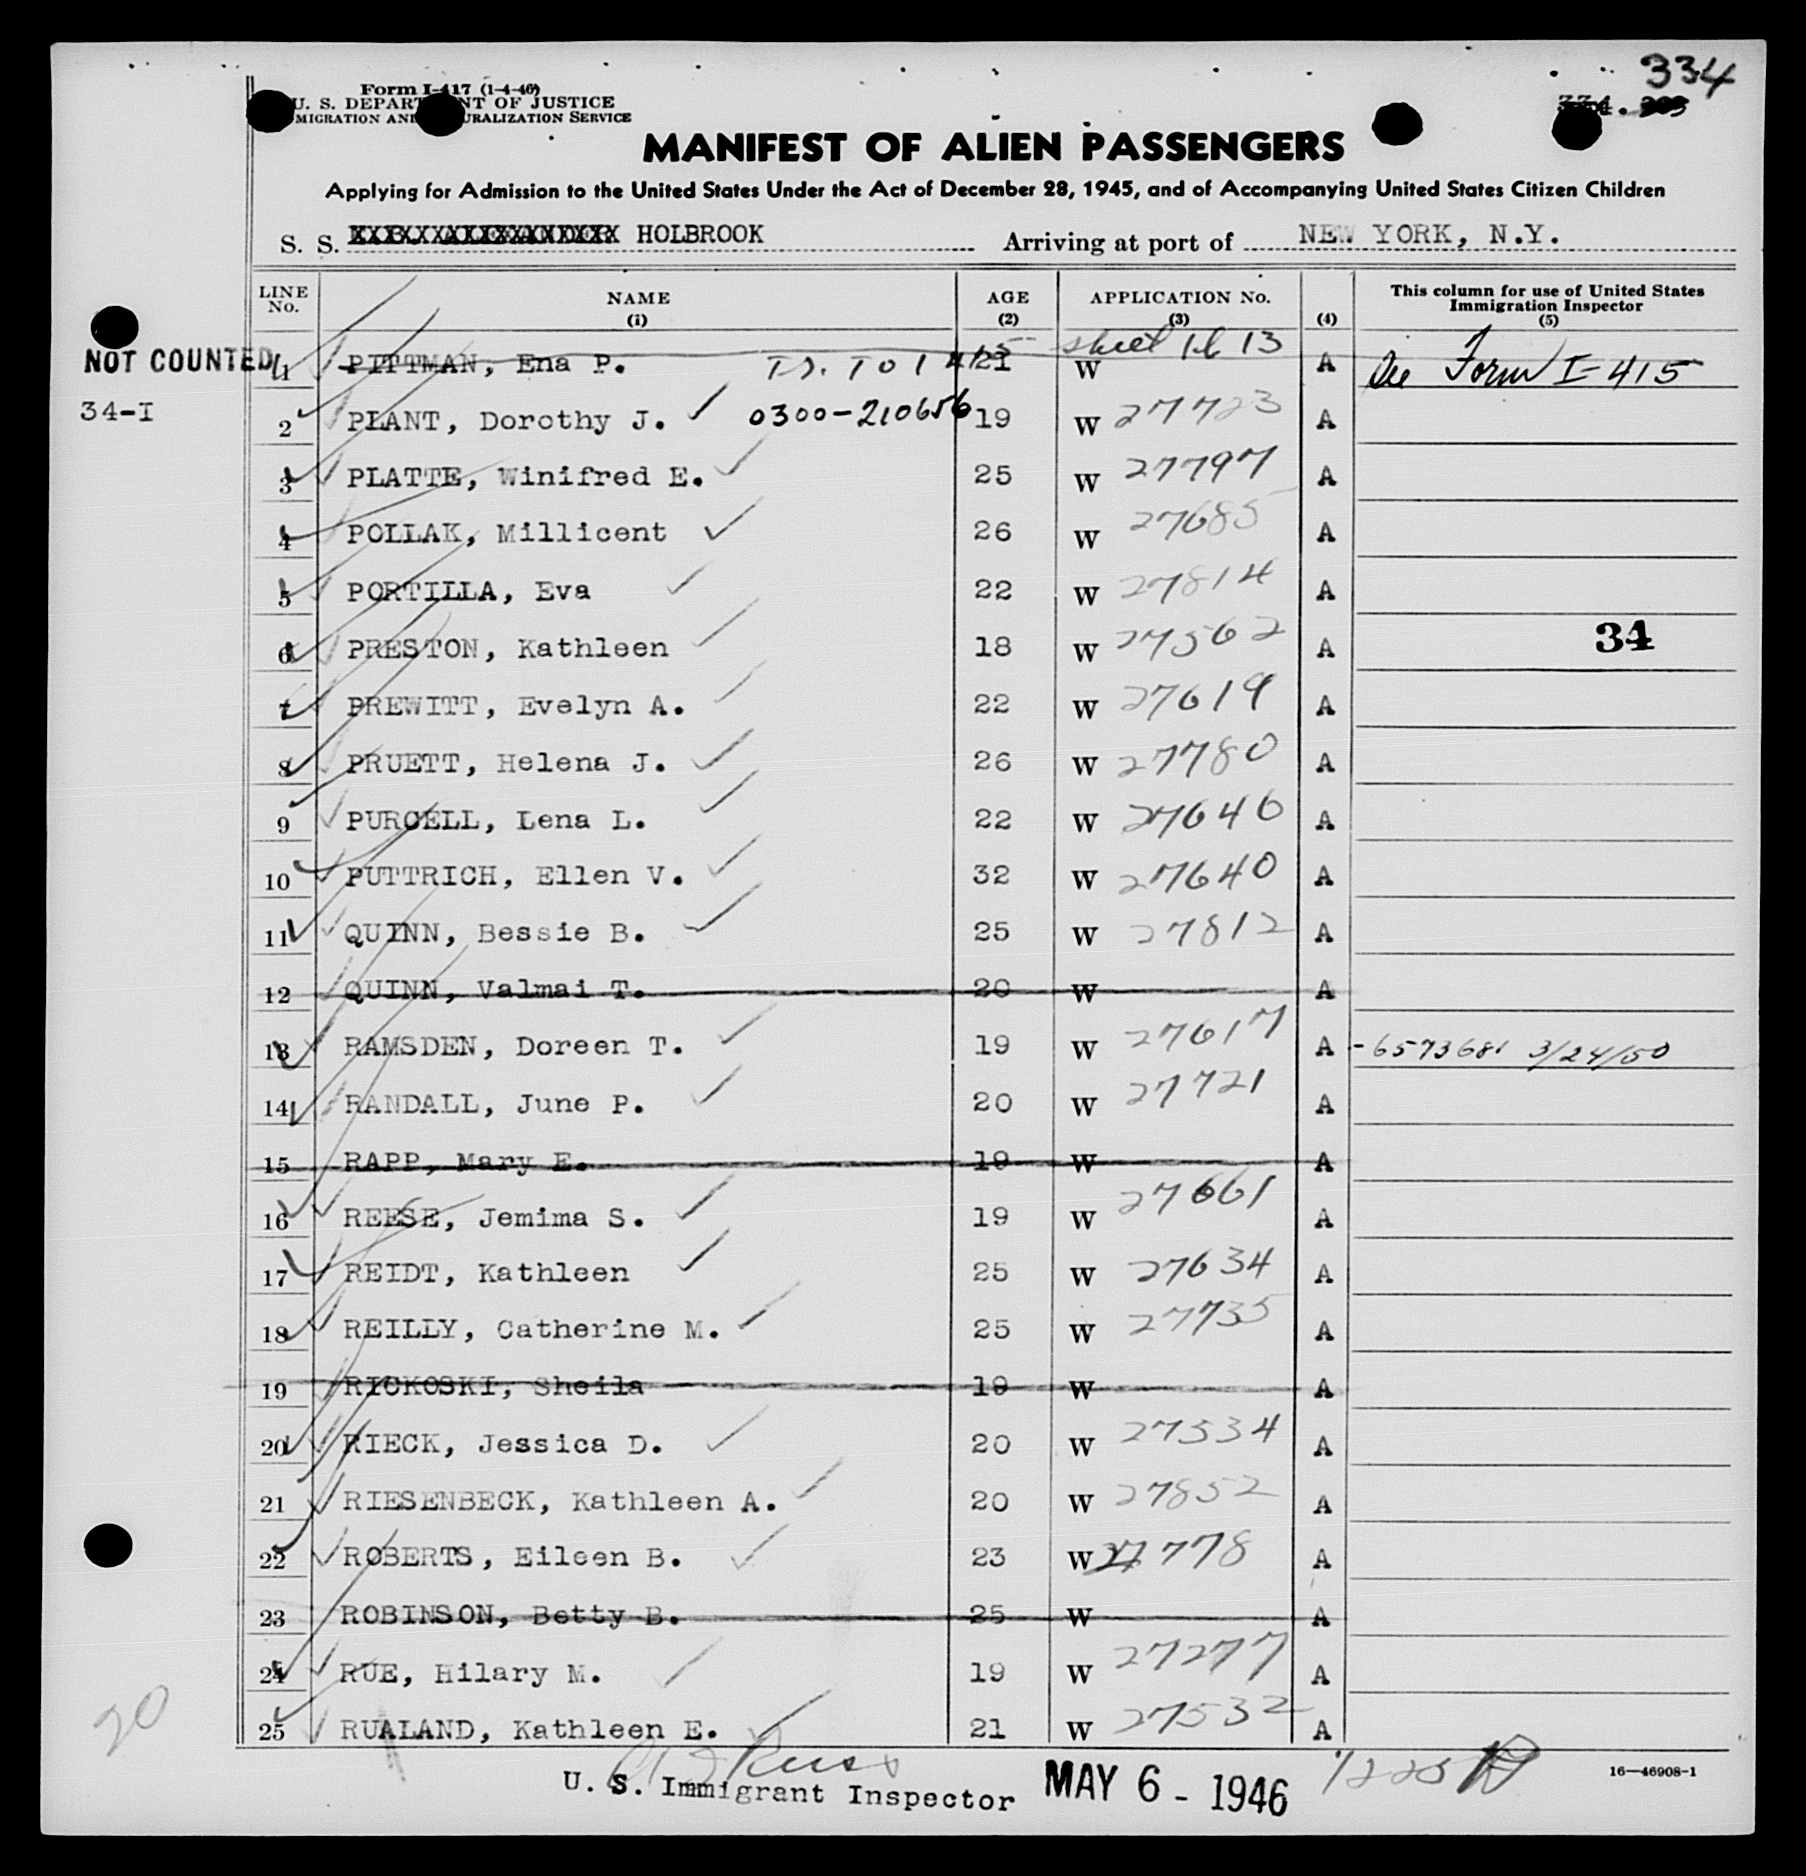 334
Form I-417 (1-4-46)
U. S. DEPARTMENT OF JUSTICE
IMMIGRATION AND NATURALIZATION SERVICE
MANIFEST OF ALIEN PASSENGERS
Applying for Admission to the United States Under the Act of December 28, 1945, and of Accompanying United States Citizen Children
S. S. HOLBROOK Arriving at port of NEW YORK, N.Y.
LINE No. NAME (1) AGE (2) APPLICATION No. (3) (4) This column for use of United States Immigration Inspector (5)
NOT COUNTED
34-I
1 PITTMAN, Ena P. 21 W sheet 13 A See Form I-415
2 PLANT, Dorothy J. 0300-210656 19 W 27723 A
3 PLATTE, Winifred E. 25 W 27797 A
4 POLLAK, Millicent 26 W 27685 A
5 PORTILLA, Eva 22 W 27814 A
6 PRESTON, Kathleen 18 W 27562 A 34
7 PREWITT, Evelyn A. 22 W 27619 A
8 PRUETT, Helena J. 26 W 27780 A
9 PURCELL, Lena L. 22 W 27646 A
10 PUTTRICH, Ellen V. 32 W 27640 A
11 QUINN, Bessie B. 25 W 27812 A
12 QUINN, Valmai T. 20 W A
13 RAMSDEN, Doreen T. 19 W 27617 A -6573681 3/24/50
14 RANDALL, June P. 20 W 27721 A
15 RAPP, Mary E. 19 W A
16 REESE, Jemima S. 19 W 27661 A
17 REIDT, Kathleen 25 W 27634 A
18 REILLY, Catherine M. 25 W 27735 A
19 RICKOSKI, Sheila 19 W A
20 RIECK, Jessica D. 20 W 27534 A
21 RIESENBECK, Kathleen A. 20 W 27852 A
22 ROBERTS, Eileen B. 23 W 27778 A
23 ROBINSON, Betty B. 25 W A
24 RUE, Hilary M. 19 W 27277 A
25 RUALAND, Kathleen E. 21 W 27532 A
20
U. S. Immigrant Inspector MAY 6 - 1946
16—46908-1